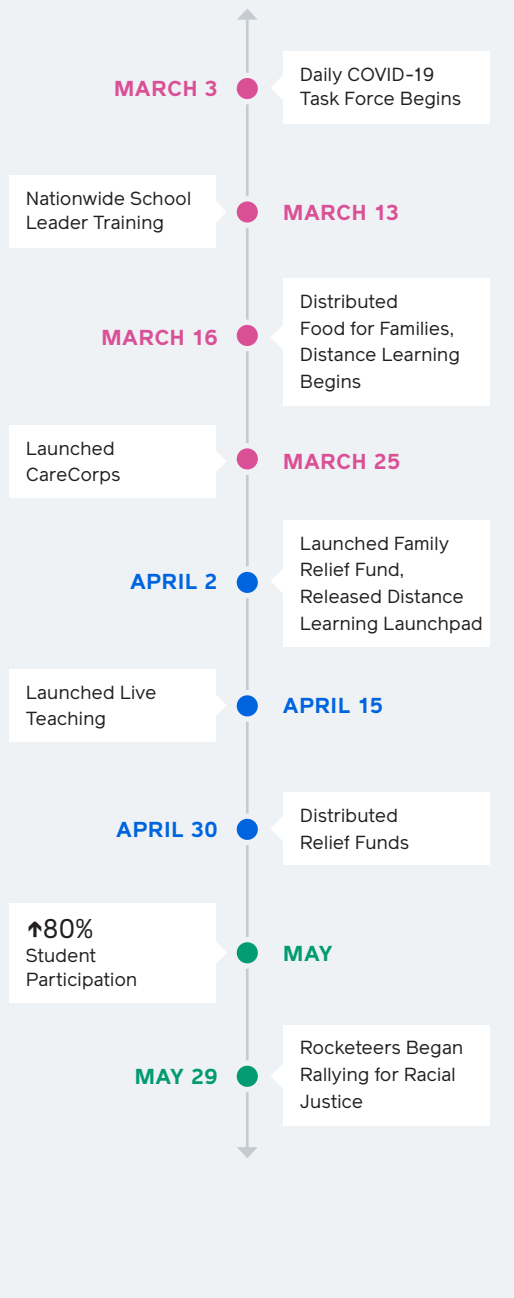 MARCH 3
Daily COVID-19
Task Force Begins
Nationwide School
Leader Training
MARCH 13
MARCH 16
Distributed
Food for Families,
Distance Learning
Begins
Launched
CareCorps
MARCH 25
APRIL 2
Launched Family
Relief Fund,
Released Distance
Learning Launchpad
Launched Live
Teaching
APRIL 15
APRIL 30
Distributed
Relief Funds
↑80%
Student
Participation
MAY
MAY 29
Rocketeers Began
Rallying for Racial
Justice